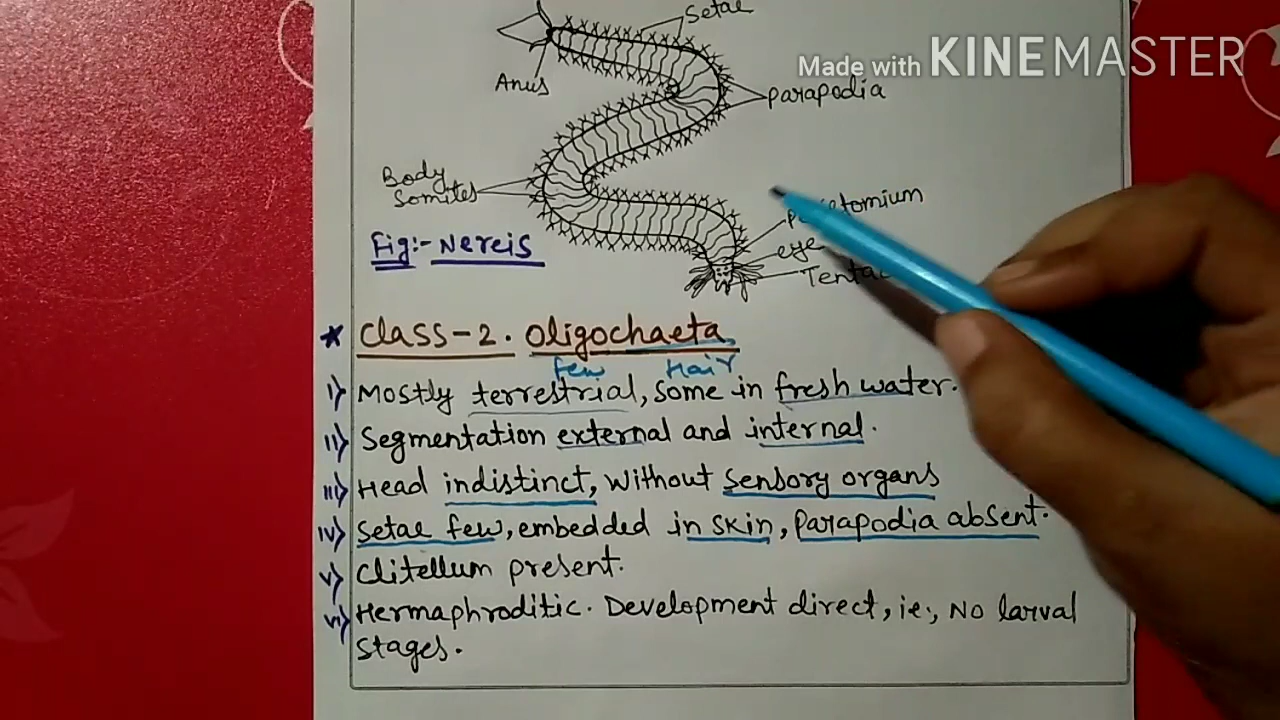 Setae
Made with KINEMASTER
Anus
Parapodia
Body
Somites
eye
Fig:- Nereis
* Class-2. Oligochaeta
few Hair
i) Mostly terrestrial, some in fresh water.
ii) Segmentation external and internal.
iii) Head indistinct, without sensory organs
iv) Setae few, embedded in skin, parapodia absent.
v) Clitellum present.
vi) Hermaphroditic. Development direct, ie:, No larval
stages.